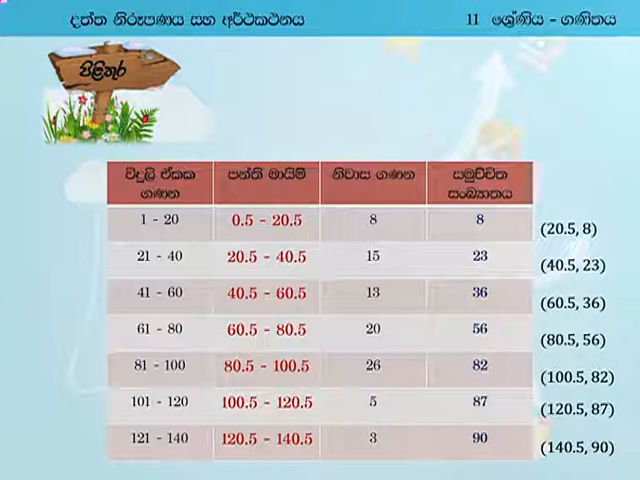 දත්ත නිරූපණය සහ අර්ථකථනය 11 ශ්‍රේණිය - ගණිතය
පිළිතුර
විදුලි ඒකක ගණන පන්ති මායිම් නිවාස ගණන සමුච්චිත සංඛ්‍යාතය
1 - 20 0.5 - 20.5 8 8 (20.5, 8)
21 - 40 20.5 - 40.5 15 23 (40.5, 23)
41 - 60 40.5 - 60.5 13 36 (60.5, 36)
61 - 80 60.5 - 80.5 20 56 (80.5, 56)
81 - 100 80.5 - 100.5 26 82 (100.5, 82)
101 - 120 100.5 - 120.5 5 87 (120.5, 87)
121 - 140 120.5 - 140.5 3 90 (140.5, 90)